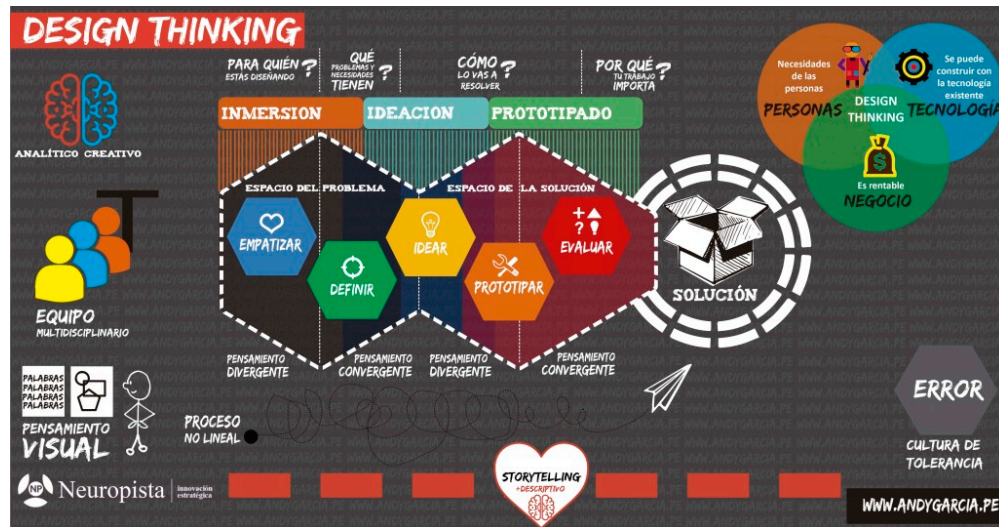 DESIGN THINKING
PARA QUIÉN
ESTÁS DISEÑANDO
?
QUÉ
PROBLEMAS Y
NECESIDADES
TIENEN
?
CÓMO
LO VAS A
RESOLVER
?
POR QUÉ
TU TRABAJO
IMPORTA
?
INMERSION
IDEACION
PROTOTIPADO
ANALÍTICO CREATIVO
EQUIPO
MULTIDISCIPLINARIO
PALABRAS
PALABRAS
PALABRAS
PALABRAS
PENSAMIENTO
VISUAL
ESPACIO DEL PROBLEMA
ESPACIO DE LA SOLUCIÓN
EMPATIZAR
DEFINIR
IDEAR
PROTOTIPAR
+
?
EVALUAR
SOLUCIÓN
PENSAMIENTO
DIVERGENTE
PENSAMIENTO
CONVERGENTE
PENSAMIENTO
DIVERGENTE
PENSAMIENTO
CONVERGENTE
PROCESO
NO LINEAL
Necesidades
de las
personas
PERSONAS
Se puede
construir con
la tecnología
existente
TECNOLOGÍA
DESIGN
THINKING
$
Es rentable
NEGOCIO
ERROR
CULTURA DE
TOLERANCIA
STORYTELLING
+DESCRIPTIVO
NP
Neuropista
innovación
estratégica
WWW.ANDYGARCIA.PE